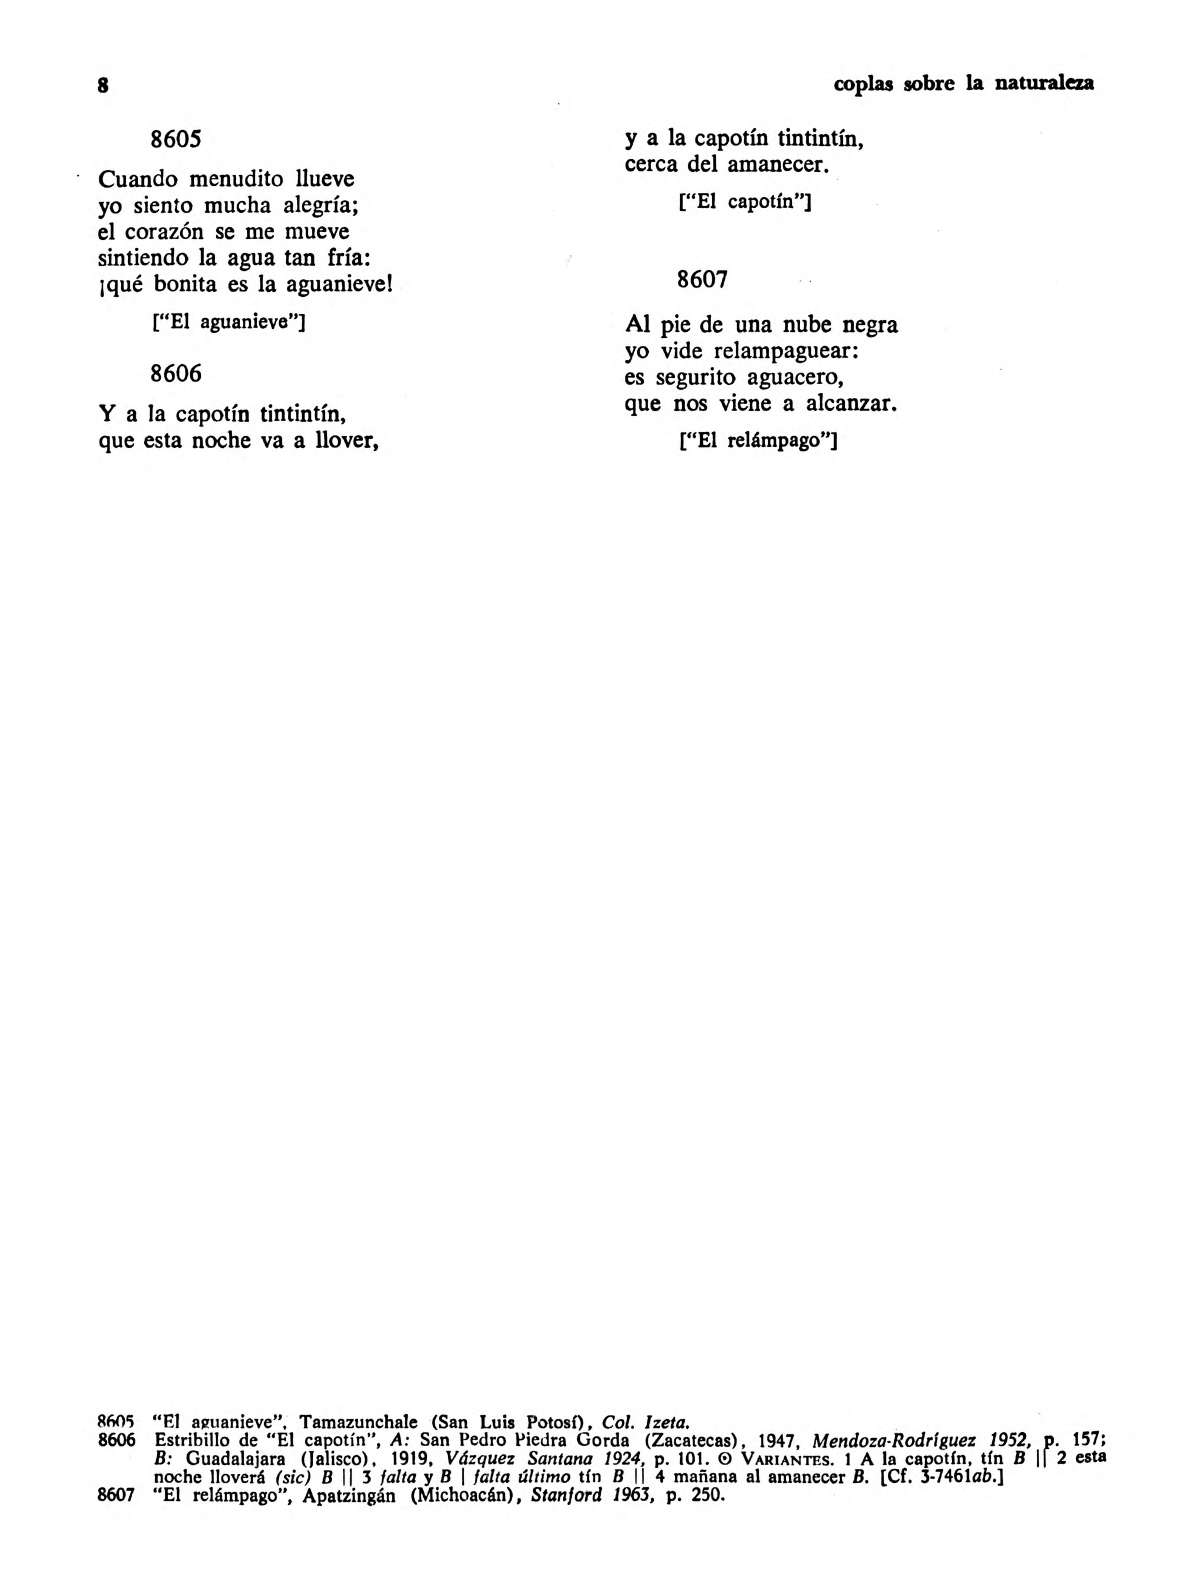 8
coplas sobre la naturaleza
8605
Cuando menudito llueve
yo siento mucha alegría;
el corazón se me mueve
sintiendo la agua tan fría:
¡qué bonita es la aguanieve!
[“El aguanieve”]
8606
Y a la capotín tintintín,
que esta noche va a llover,
y a la capotín tintintín,
cerca del amanecer.
[“El capotín”]
8607
Al pie de una nube negra
yo vide relampaguear:
es segurito aguacero,
que nos viene a alcanzar.
[“El relámpago”]
8605 “El aguanieve”, Tamazunchale (San Luis Potosí), Col. Izeta.
8606 Estribillo de “El capotín”, A: San Pedro Piedra Gorda (Zacatecas), 1947, Mendoza-Rodríguez 1952, p. 157;
B: Guadalajara (Jalisco), 1919, Vázquez Santana 1924, p. 101. ⊙ VARIANTES. 1 A la capotín, tín B || 2 esta
noche lloverá (sic) B || 3 falta y B | falta último tín B || 4 mañana al amanecer B. [Cf. 3-7461ab.]
8607 “El relámpago”, Apatzingán (Michoacán), Stanford 1963, p. 250.